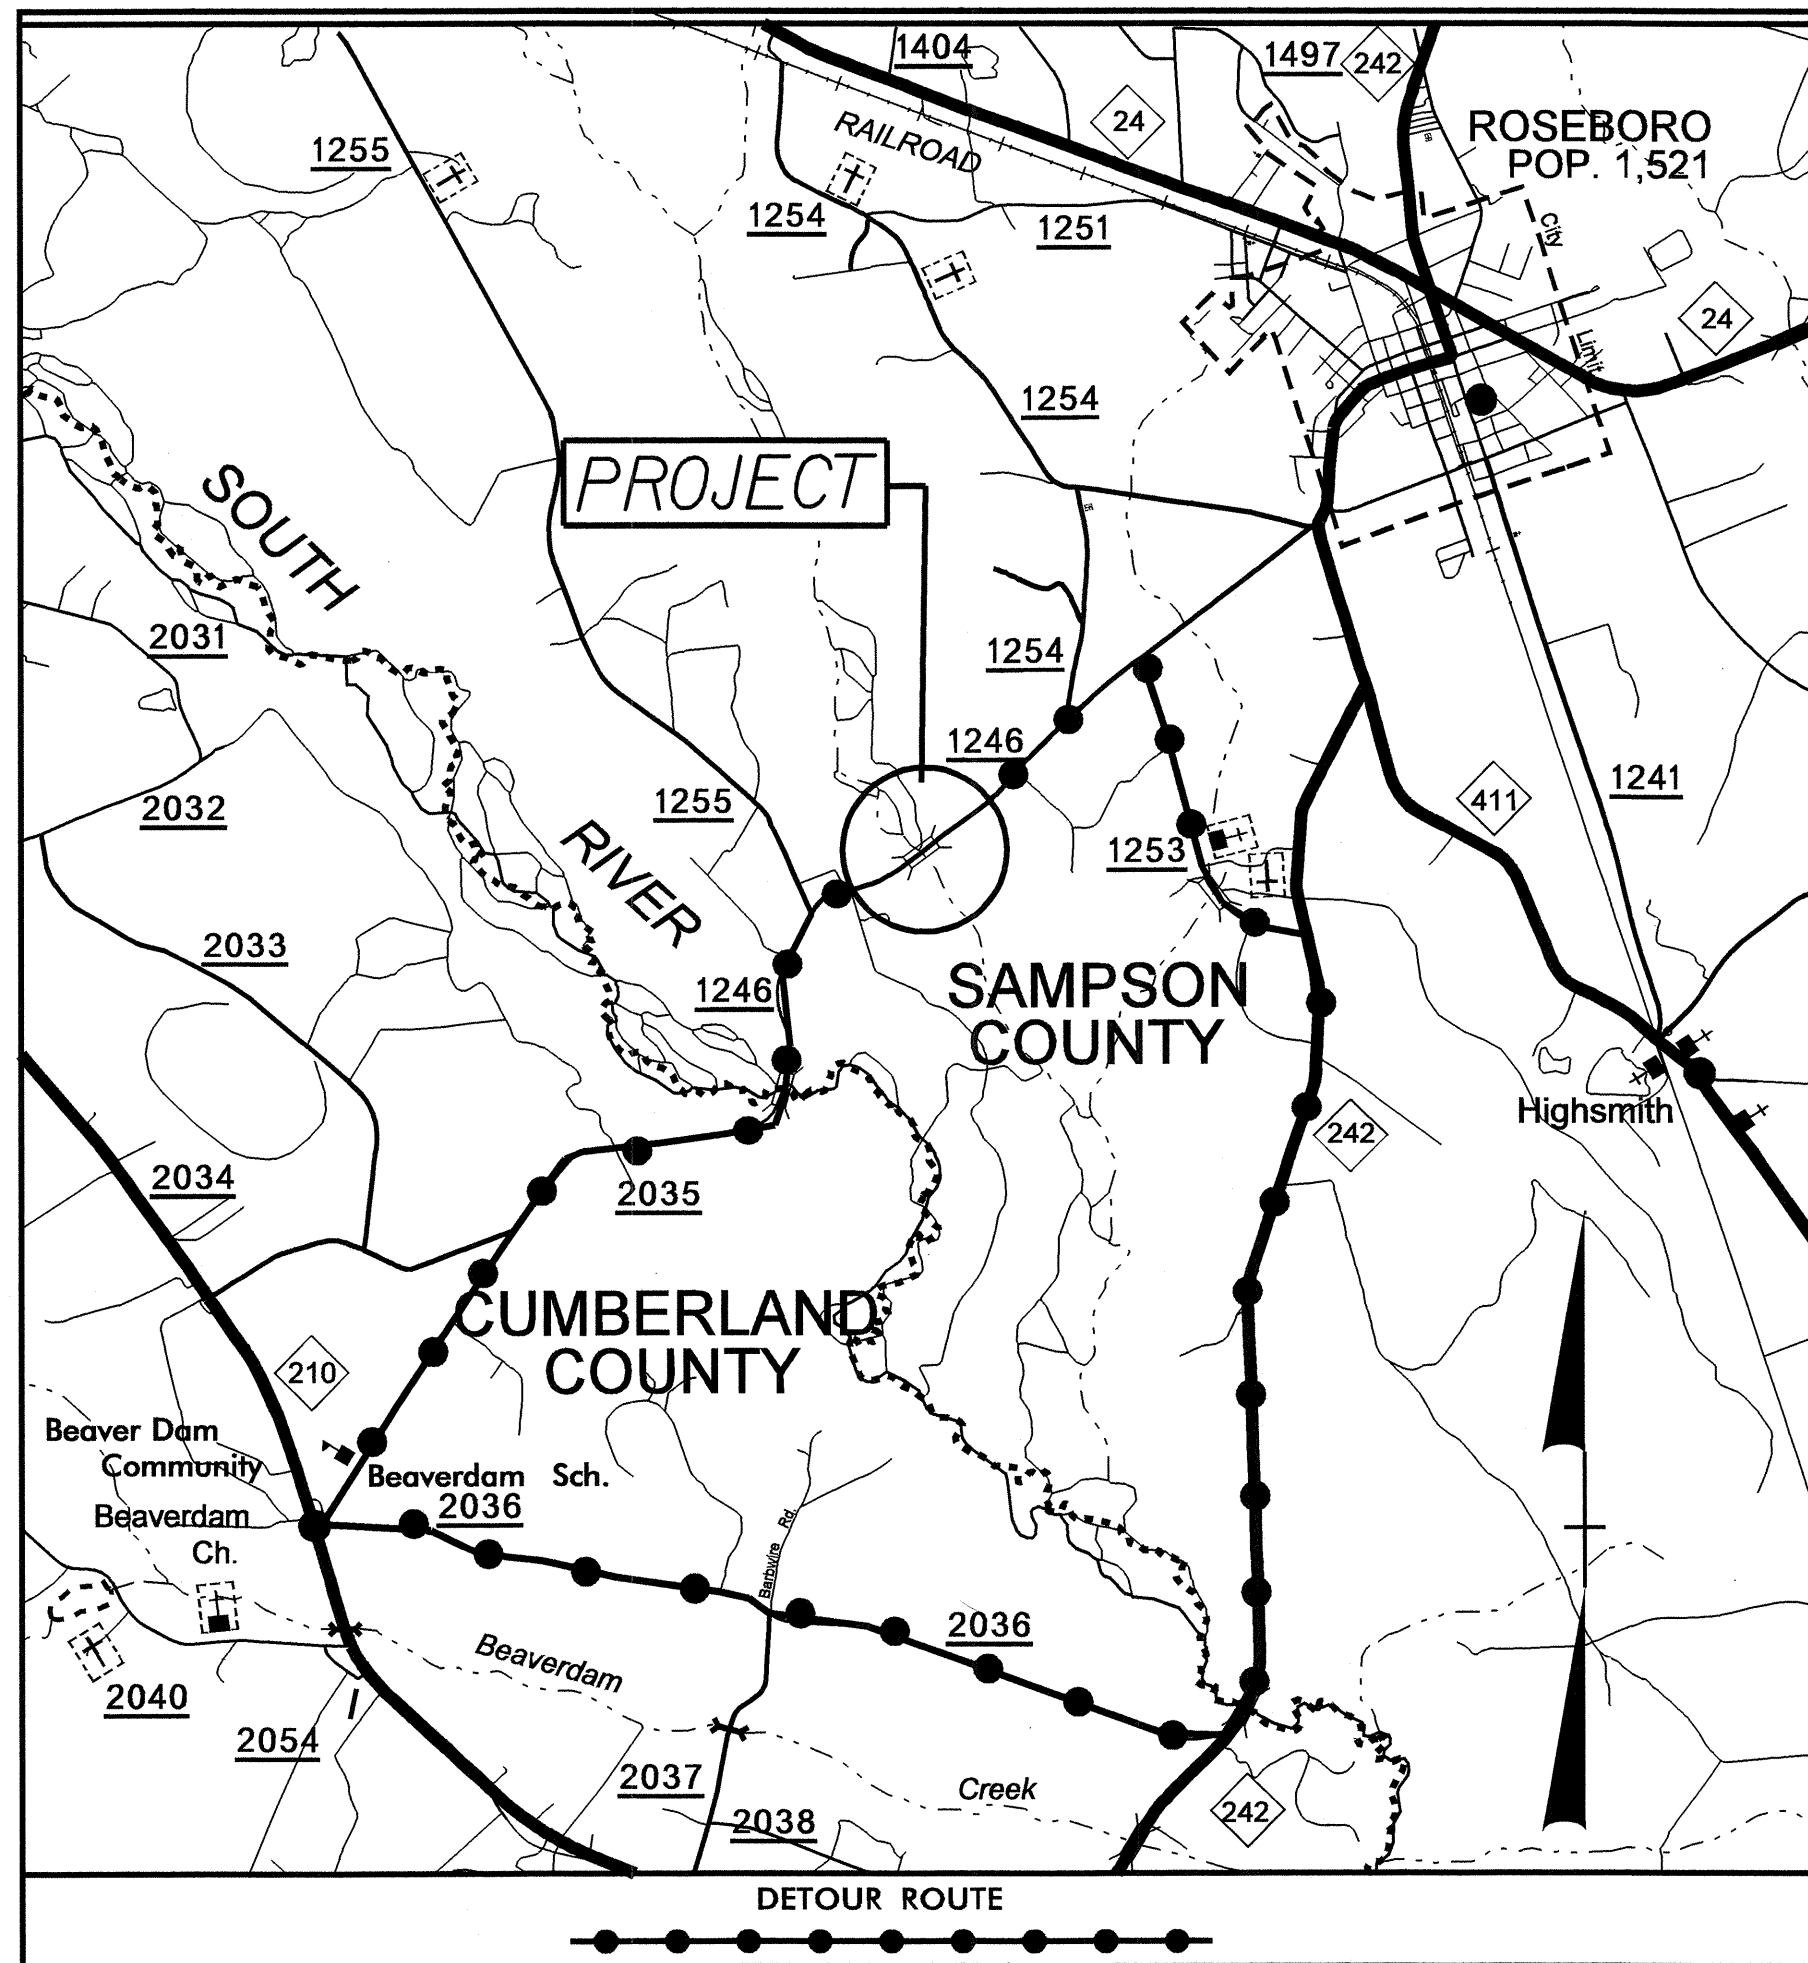 1404
1497
242
24
ROSEBORO
POP. 1,521
RAILROAD
1255
1254
1251
City
24
Limit
1254
PROJECT
SOUTH
2031
1254
1246
1255
411
1241
2032
RIVER
1253
2033
1246
SAMPSON
COUNTY
Highsmith
242
2034
2035
CUMBERLAND
COUNTY
210
Beaver Dam
Community
Beaverdam Sch.
2036
Beaverdam
Ch.
Barbwire Rd.
2036
Beaverdam
2040
2054
2037
Creek
2038
242
DETOUR ROUTE